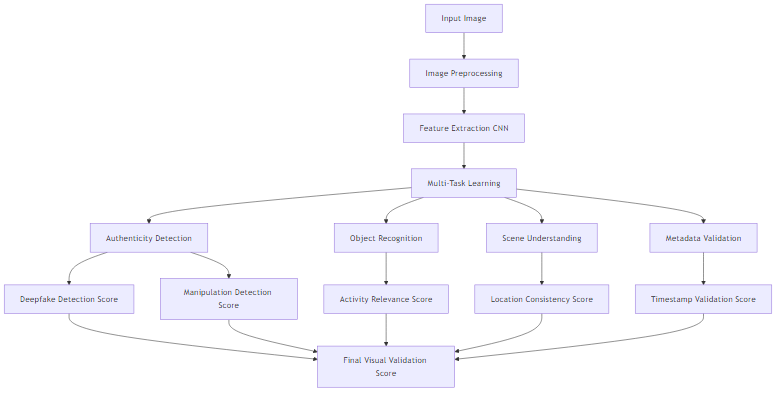 Input Image
Image Preprocessing
Feature Extraction CNN
Multi-Task Learning
Authenticity Detection
Object Recognition
Scene Understanding
Metadata Validation
Deepfake Detection Score
Manipulation Detection
Score
Activity Relevance Score
Location Consistency Score
Timestamp Validation Score
Final Visual Validation
Score